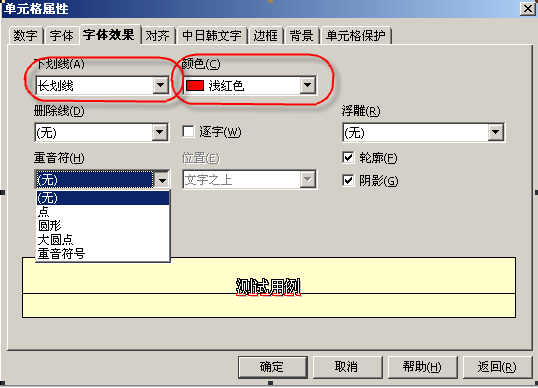 单元格属性
数字 字体 字体效果 对齐 中日韩文字 边框 背景 单元格保护
下划线(A) 颜色(C)
长划线 浅红色
删除线(D) 浮雕(R)
(无) 逐字(W) (无)
重音符(H) 位置(E) 轮廓(F)
(无) 文字之上 阴影(G)
(无)
点
圆形
大圆点
重音符号
测试用例
确定 取消 帮助(H) 返回(R)